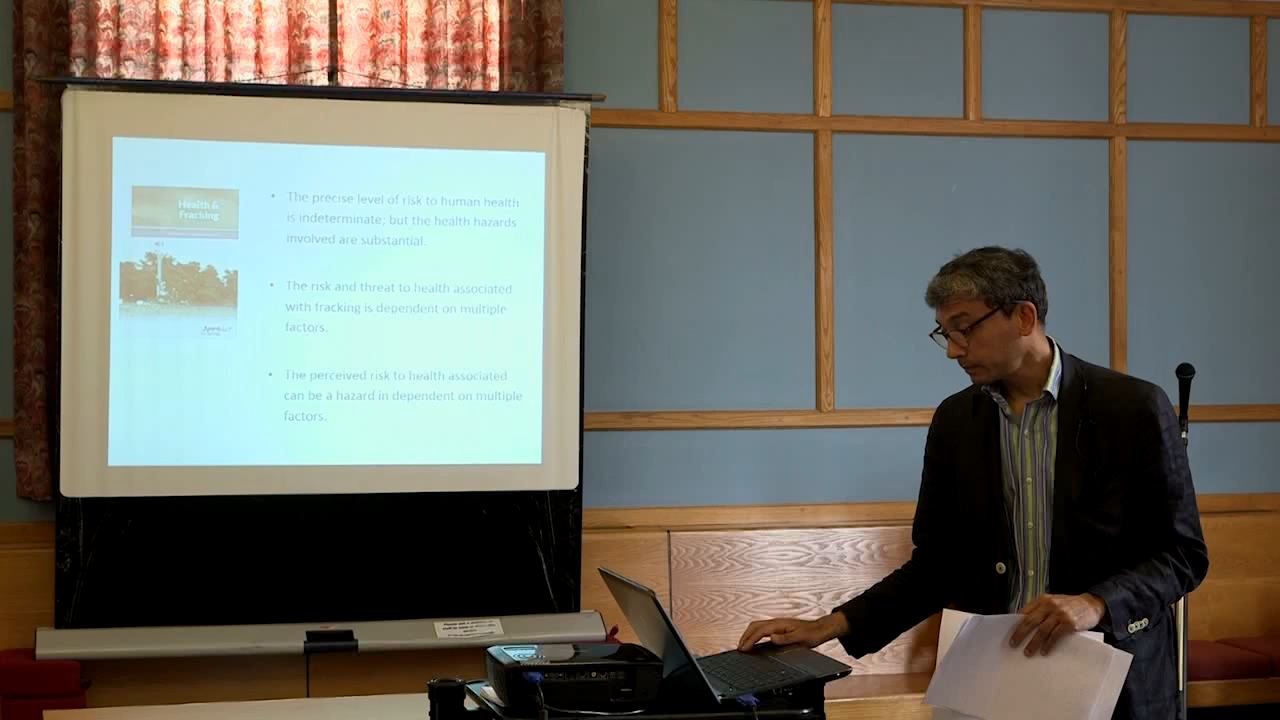 Health &
Fracking
• The precise level of risk to human health
is indeterminate; but the health hazards
involved are substantial.
• The risk and threat to health associated
with fracking is dependent on multiple
factors.
• The perceived risk to health associated
can be a hazard in dependent on multiple
factors.